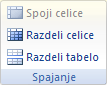 Spoji celice
Razdeli celice
Razdeli tabelo
Spajanje